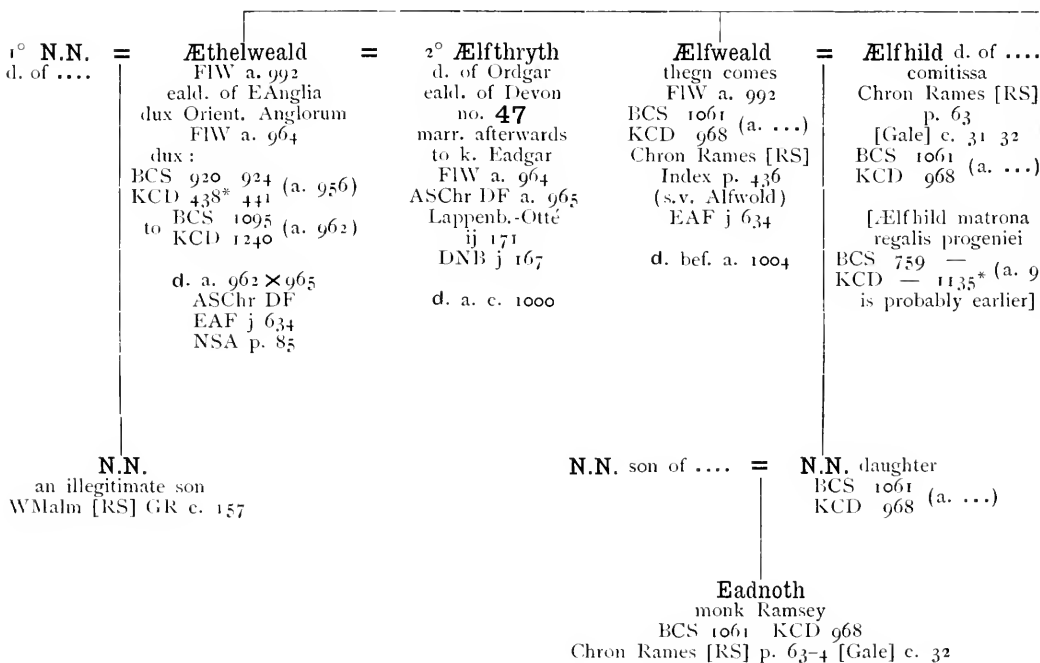 1° N.N.
d. of ....
=
Æthelweald
FlW a. 992
eald. of EAnglia
dux Orient. Anglorum
FlW a. 964
dux :
BCS 920 924
KCD 438* 441 (a. 956)
to BCS 1095
KCD 1240 (a. 962)
d. a. 962 × 965
ASChr DF
EAF j 634
NSA p. 85
=
2° Ælfthryth
d. of Ordgar
eald. of Devon
no. 47
marr. afterwards
to k. Eadgar
FlW a. 964
ASChr DF a. 965
Lappenb.-Otté
ij 171
DNB j 167
d. a. c. 1000
Ælfweald
thegn comes
FlW a. 992
BCS 1061
KCD 968 (a. ...)
Chron Rames [RS]
Index p. 436
(s.v. Alfwold)
EAF j 634
d. bef. a. 1004
=
Ælfhild d. of ....
comitissa
Chron Rames [RS]
p. 63
[Gale] c. 31 32
BCS 1061
KCD 968 (a. ...)
[Ælfhild matrona
regalis progeniei
BCS 759 —
KCD — 1135* (a. 9
is probably earlier]
N.N.
an illegitimate son
WMalm [RS] GR c. 157
N.N. son of .... = N.N. daughter
BCS 1061
KCD 968 (a. ...)
Eadnoth
monk Ramsey
BCS 1061 KCD 968
Chron Rames [RS] p. 63-4 [Gale] c. 32